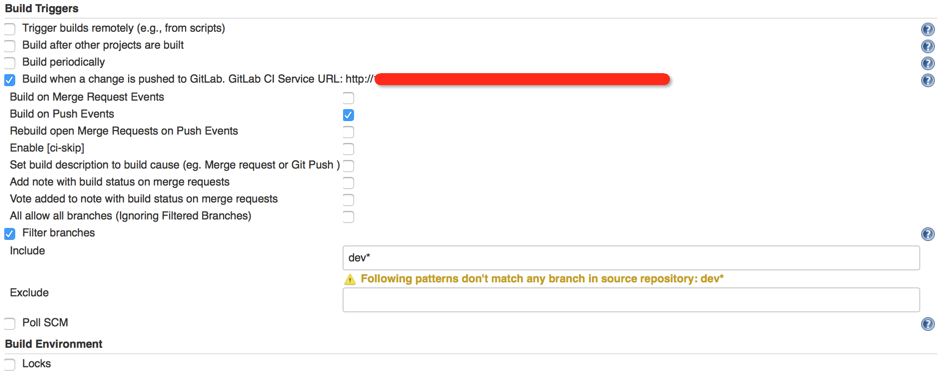 Build Triggers
Trigger builds remotely (e.g., from scripts)
Build after other projects are built
Build periodically
Build when a change is pushed to GitLab. GitLab CI Service URL: http://
Build on Merge Request Events
Build on Push Events
Rebuild open Merge Requests on Push Events
Enable [ci-skip]
Set build description to build cause (eg. Merge request or Git Push )
Add note with build status on merge requests
Vote added to note with build status on merge requests
All allow all branches (Ignoring Filtered Branches)
Filter branches
Include
dev*
Following patterns don't match any branch in source repository: dev*
Exclude
Poll SCM
Build Environment
Locks